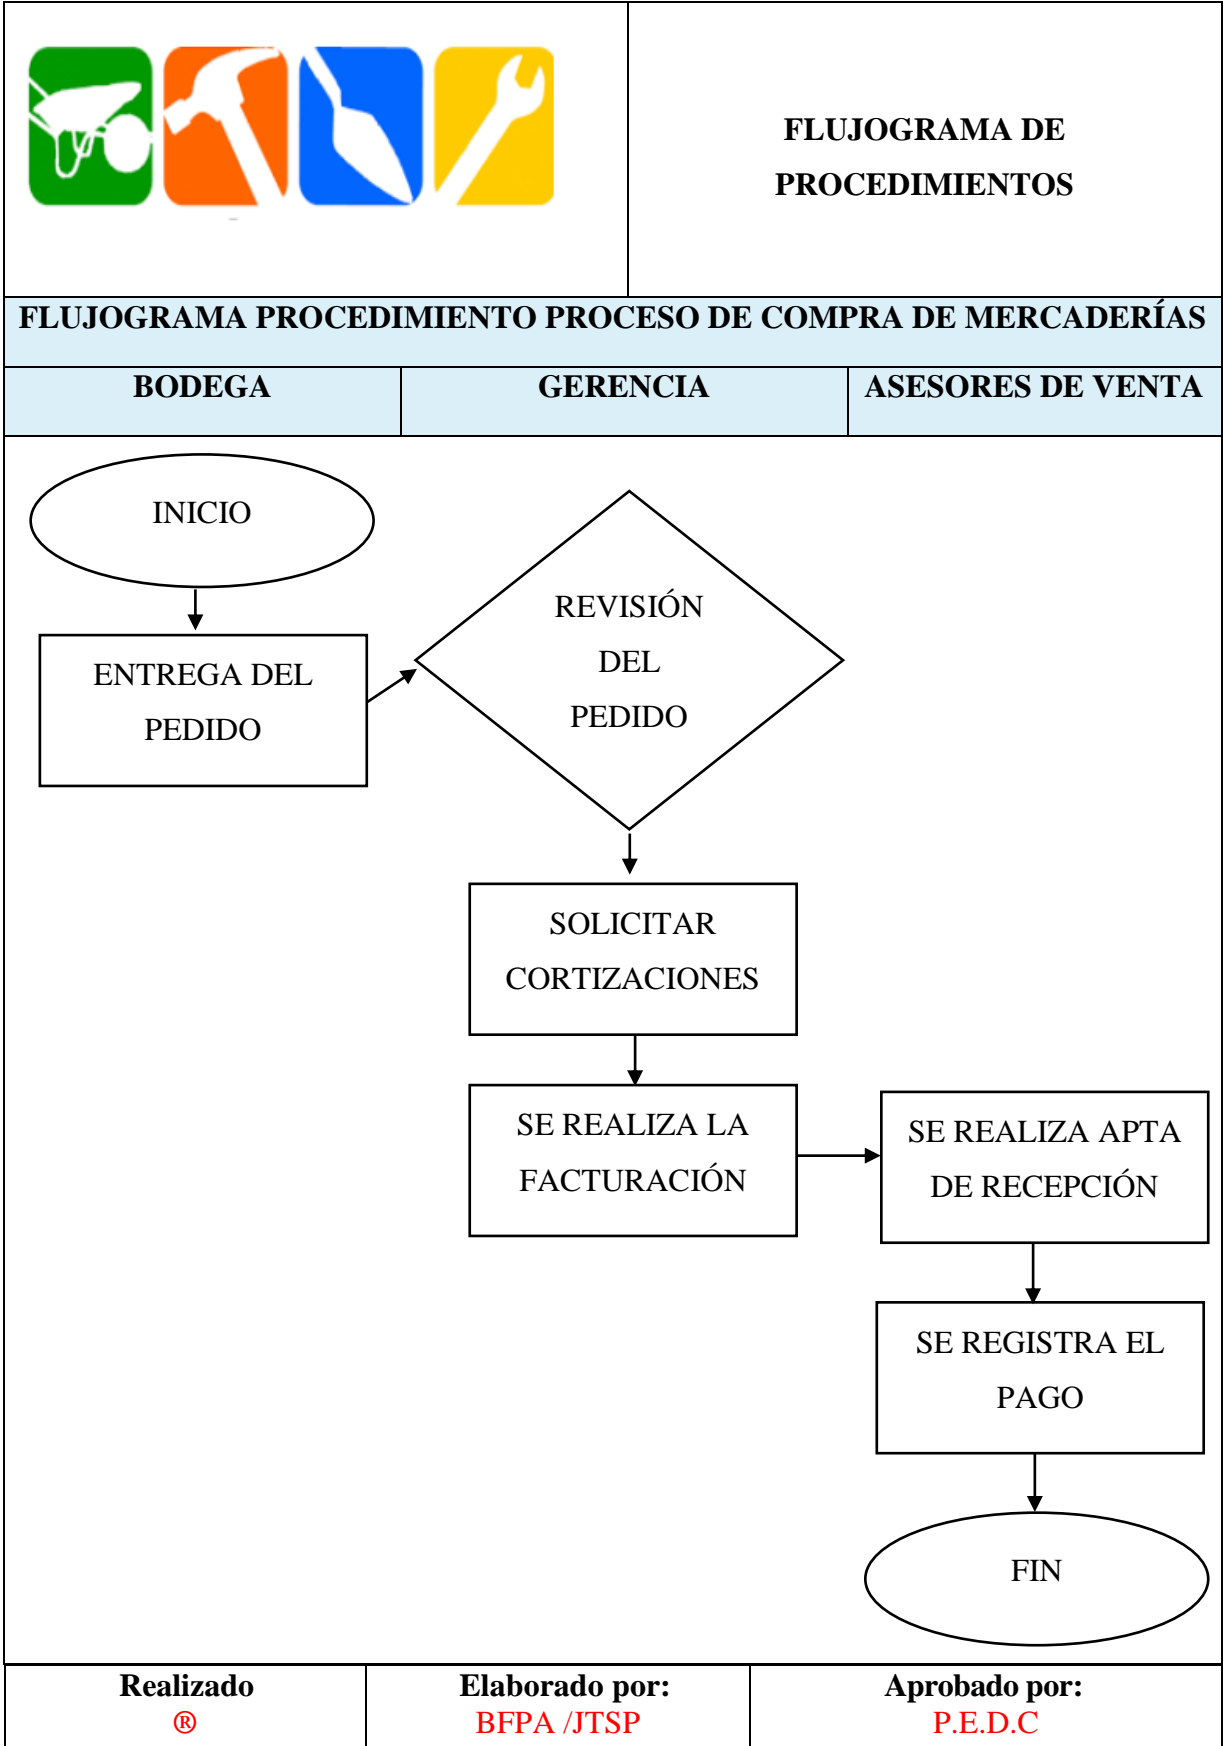 FLUJOGRAMA DE
PROCEDIMIENTOS
FLUJOGRAMA PROCEDIMIENTO PROCESO DE COMPRA DE MERCADERÍAS
BODEGA
GERENCIA
ASESORES DE VENTA
INICIO
ENTREGA DEL
PEDIDO
REVISIÓN
DEL
PEDIDO
SOLICITAR
CORTIZACIONES
SE REALIZA LA
FACTURACIÓN
SE REALIZA APTA
DE RECEPCIÓN
SE REGISTRA EL
PAGO
FIN
Realizado
®
Elaborado por:
BFPA /JTSP
Aprobado por:
P.E.D.C